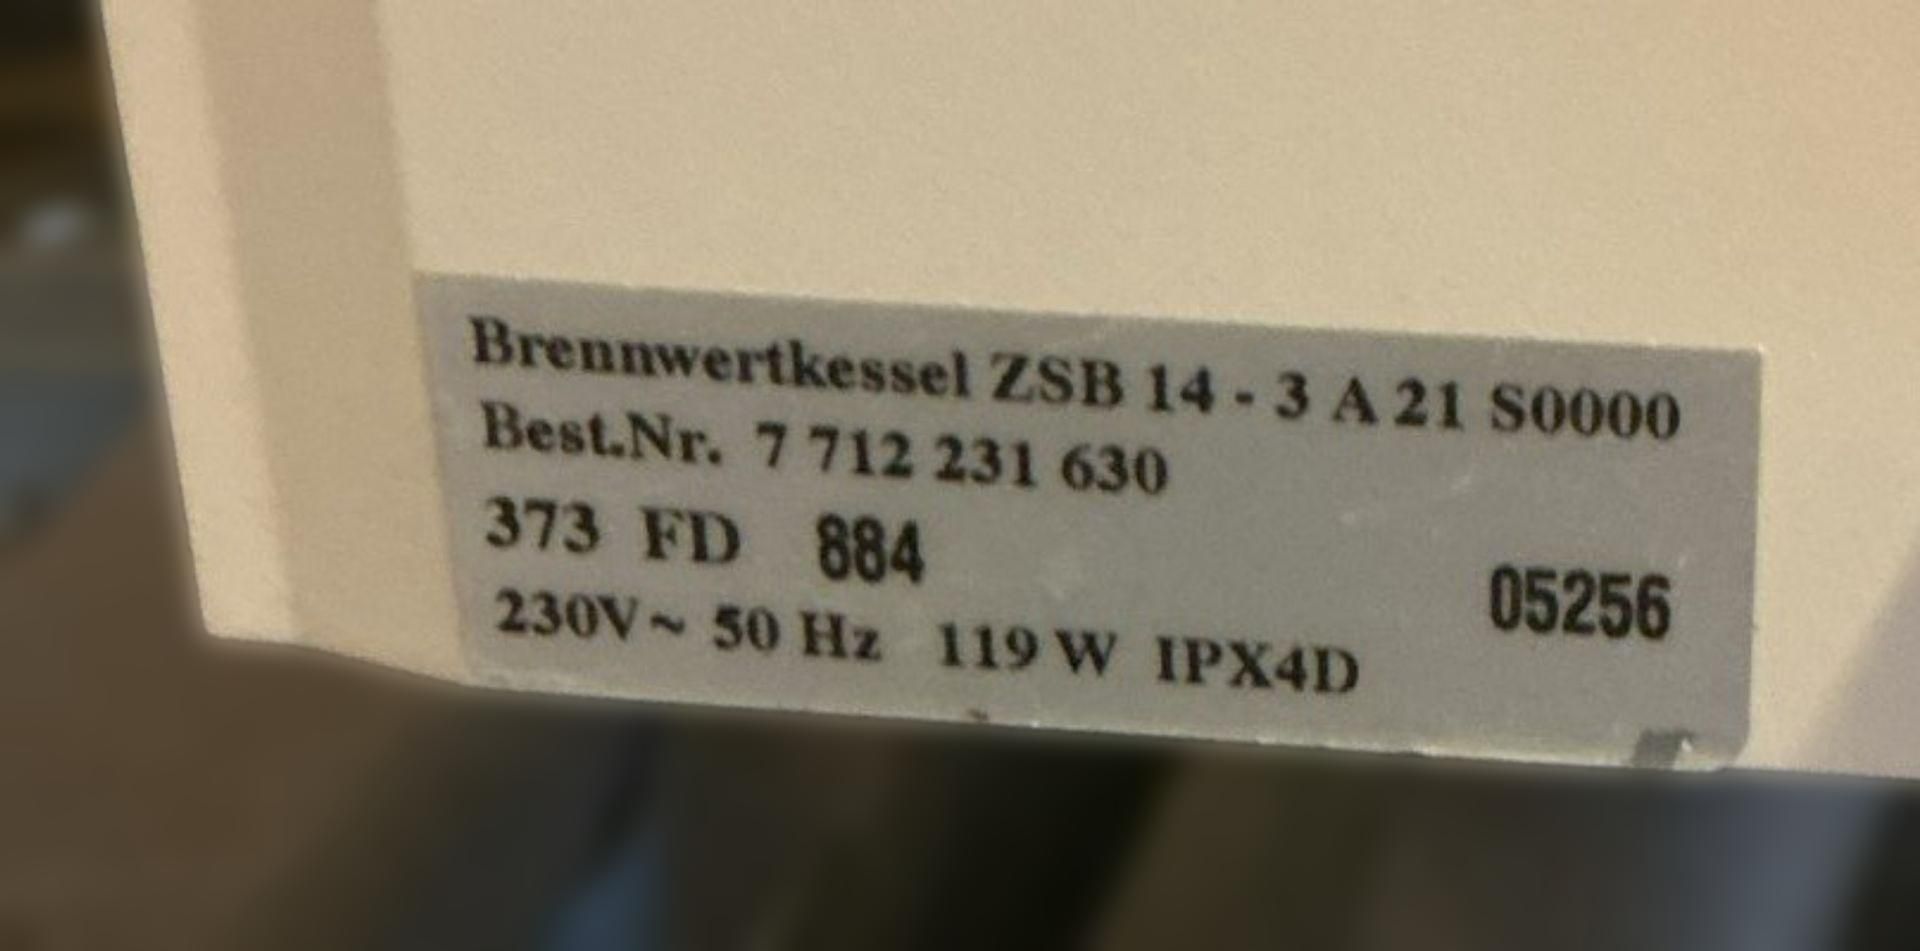 Brennwertkessel ZSB 14 - 3 A 21 S0000
Best.Nr. 7 712 231 630
373 FD 884 05256
230V~ 50 Hz 119 W IPX4D